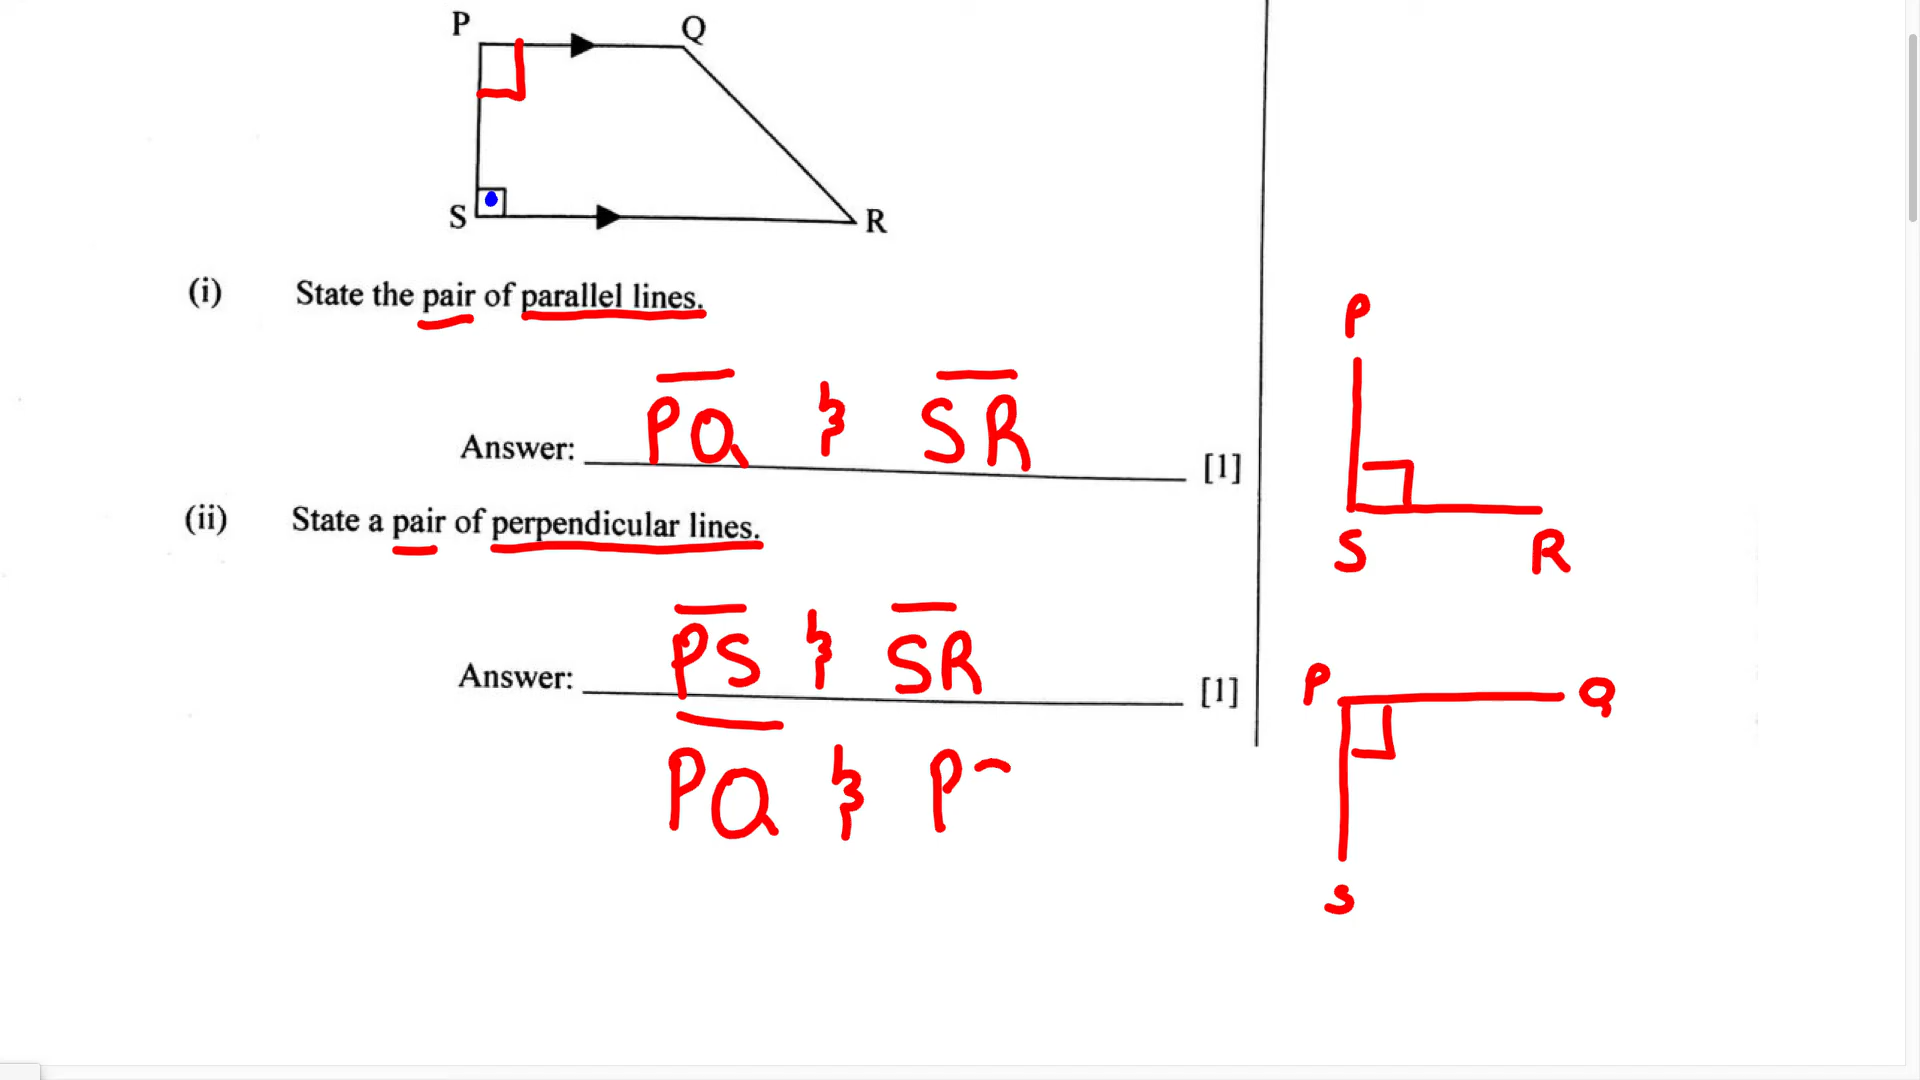 P Q
S R
(i) State the pair of parallel lines.
Answer: PQ & SR [1]
(ii) State a pair of perpendicular lines.
Answer: PS & SR [1]
PQ & P
P
S R
P Q
S